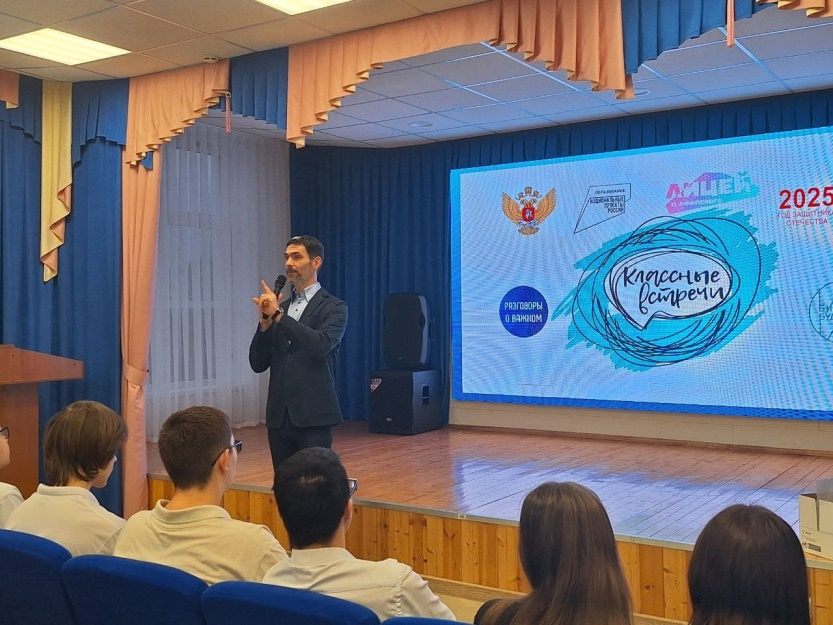 ОБРАЗОВАНИЕ
НАЦИОНАЛЬНЫЕ
ПРОЕКТЫ
РОССИИ
ЛИЦЕЙ
2025
ГОД ЗАЩИТНИКА
ОТЕЧЕСТВА
Классные
встречи
РАЗГОВОРЫ
О ВАЖНОМ